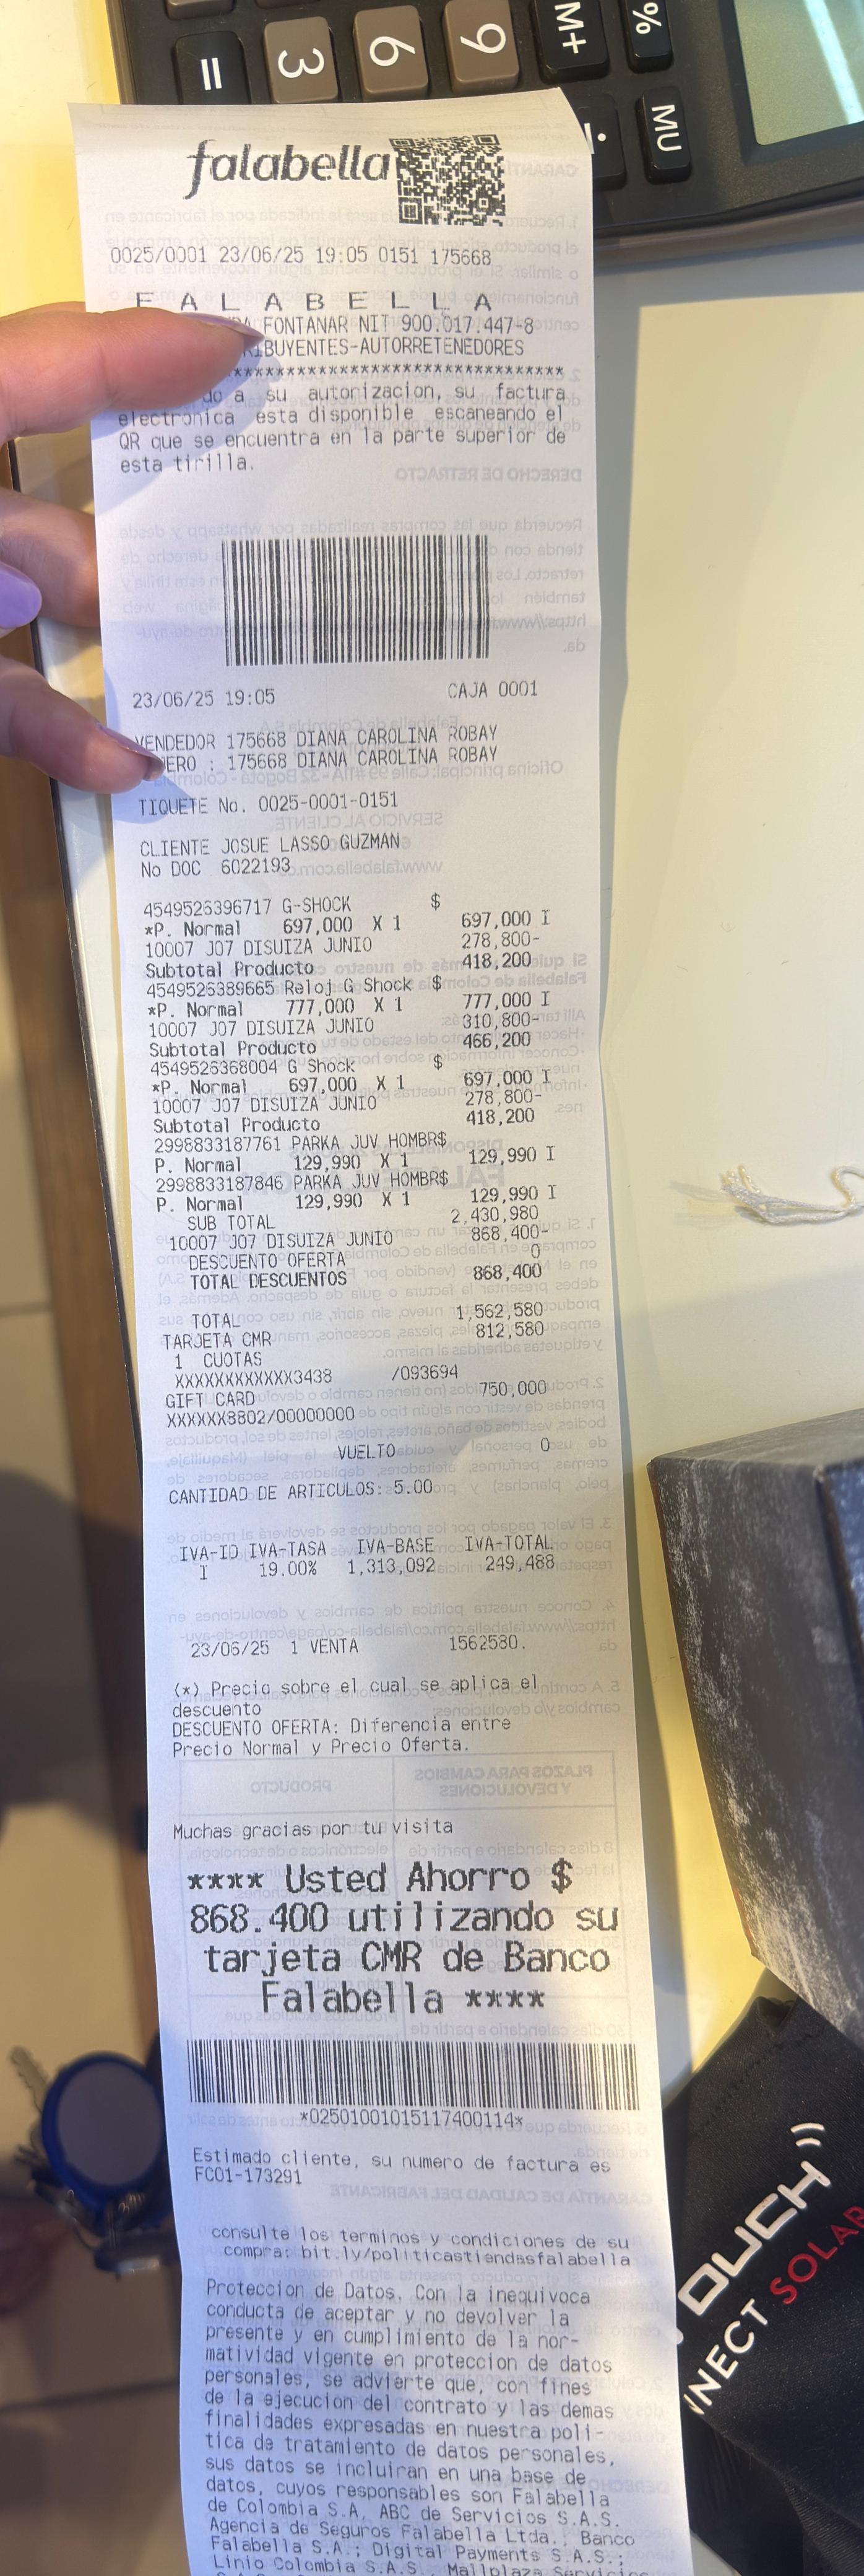 =
3
6
9
M+
%
MU
falabella
0025/0001 23/06/25 19:05 0151 175668
F A L A B E L L A
FONTANAR NIT 900.017.447-8
AUTORRETENEDORES
*******************************
a su autorizacion, su factura
electronica esta disponible escaneando el
QR que se encuentra en la parte superior de
esta tirilla.
23/06/25 19:05 CAJA 0001
VENDEDOR 175668 DIANA CAROLINA ROBAY
: 175668 DIANA CAROLINA ROBAY
TIQUETE No. 0025-0001-0151
CLIENTE JOSUE LASSO GUZMAN
No DOC 6022193
4549526396717 G-SHOCK $
*P. Normal 697,000 X 1 697,000 I
10007 J07 DISUIZA JUNIO 278,800-
Subtotal Producto 418,200
4549526389665 Reloj G Shock $
*P. Normal 777,000 X 1 777,000 I
10007 J07 DISUIZA JUNIO 310,800-
Subtotal Producto 466,200
4549526368004 G Shock $
*P. Normal 697,000 X 1 697,000 I
10007 J07 DISUIZA JUNIO 278,800-
Subtotal Producto 418,200
2998833187761 PARKA JUV HOMBR$
P. Normal 129,990 X 1 129,990 I
2998833187846 PARKA JUV HOMBR$
P. Normal 129,990 X 1 129,990 I
SUB TOTAL 2,430,980
10007 J07 DISUIZA JUNIO 868,400-
DESCUENTO OFERTA 0
TOTAL DESCUENTOS 868,400
TOTAL 1,562,580
TARJETA CMR 812,580
1 CUOTAS
XXXXXXXXXXXX3438 /093694
GIFT CARD 750,000
XXXXXX8802/00000000
VUELTO 0
CANTIDAD DE ARTICULOS: 5.00
IVA-ID IVA-TASA IVA-BASE IVA-TOTAL
I 19.00% 1,313,092 249,488
23/06/25 1 VENTA 1562580.
(*) Precio sobre el cual se aplica el
descuento
DESCUENTO OFERTA: Diferencia entre
Precio Normal y Precio Oferta.
Muchas gracias por tu visita
**** Usted Ahorro $
868.400 utilizando su
tarjeta CMR de Banco
Falabella ****
*02501001015117400114*
Estimado cliente, su numero de factura es
FC01-173291
consulte los terminos y condiciones de su
compra: bit.ly/politicastiendasfalabella
Proteccion de Datos. Con la inequivoca
conducta de aceptar y no devolver la
presente y en cumplimiento de la nor-
matividad vigente en proteccion de datos
personales, se advierte que, con fines
de la ejecucion del contrato y las demas
finalidades expresadas en nuestra poli-
tica de tratamiento de datos personales,
sus datos se incluiran en una base de
datos, cuyos responsables son Falabella
de Colombia S.A, ABC de Servicios S.A.S.
Agencia de Seguros Falabella Ltda., Banco
Falabella S.A.; Digital Payments S.A.S.;
Linio Colombia S.A.S., Mallplaza Servicios
OUCH
NNECT SOLAR